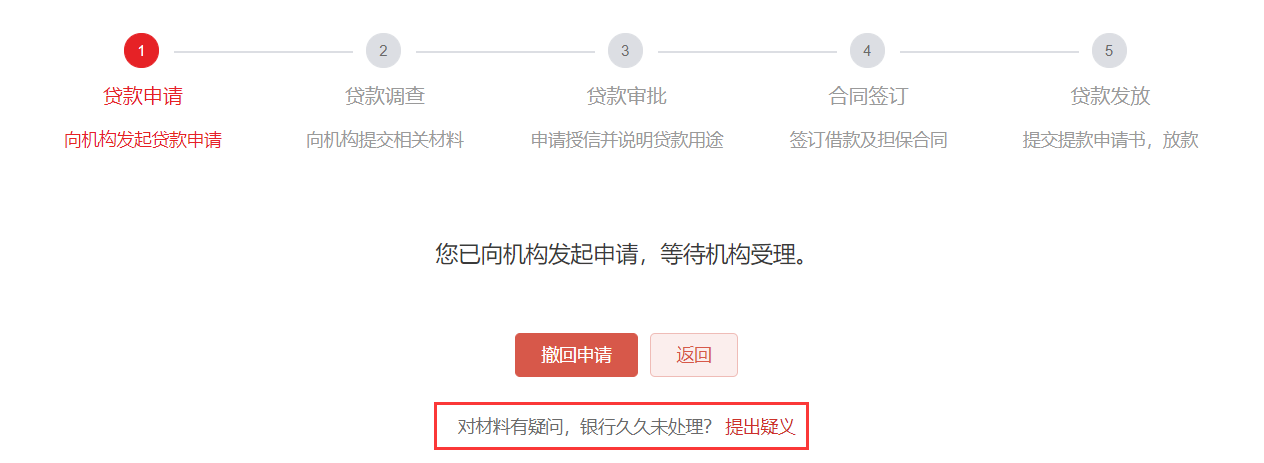 1 2 3 4 5
贷款申请 贷款调查 贷款审批 合同签订 贷款发放
向机构发起贷款申请 向机构提交相关材料 申请授信并说明贷款用途 签订借款及担保合同 提交提款申请书，放款
您已向机构发起申请，等待机构受理。
撤回申请 返回
对材料有疑问，银行久久未处理？ 提出疑义